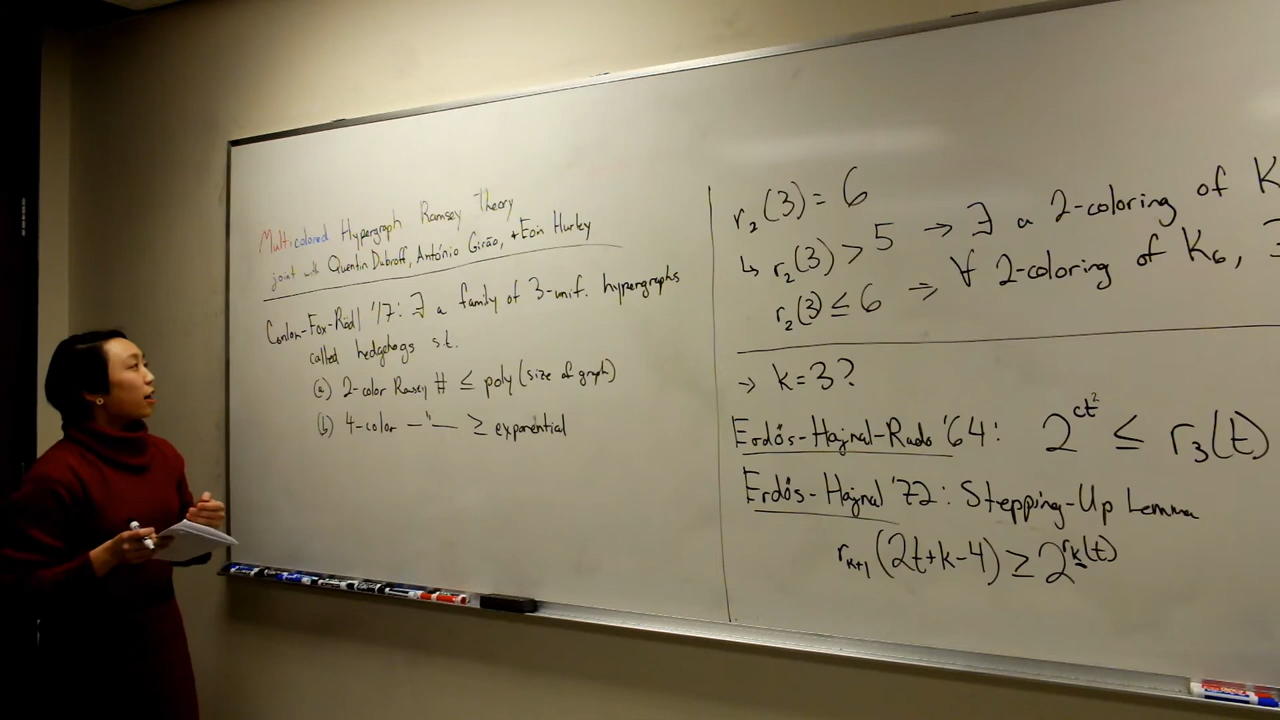 Multicolored Hypergraph Ramsey Theory
joint with Quentin Dubroff, António Girão, + Eoin Hurley
Conlon-Fox-Rödl '17: ∃ a family of 3-unif. hypergraphs
called hedgehogs s.t.
(a) 2-color Ramsey # ≤ poly(size of graph)
(b) 4-color —"— ≥ exponential
r₂(3) = 6
↳ r₂(3) > 5 → ∃ a 2-coloring of K
r₂(3) ≤ 6 → ∀ 2-coloring of K₆, ∃
→ k=3?
Erdős-Hajnal-Rado '64: 2^{ct²} ≤ r₃(t)
Erdős-Hajnal '72: Stepping-Up Lemma
r_{k+1}(2t+k-4) ≥ 2^{r_k(t)}